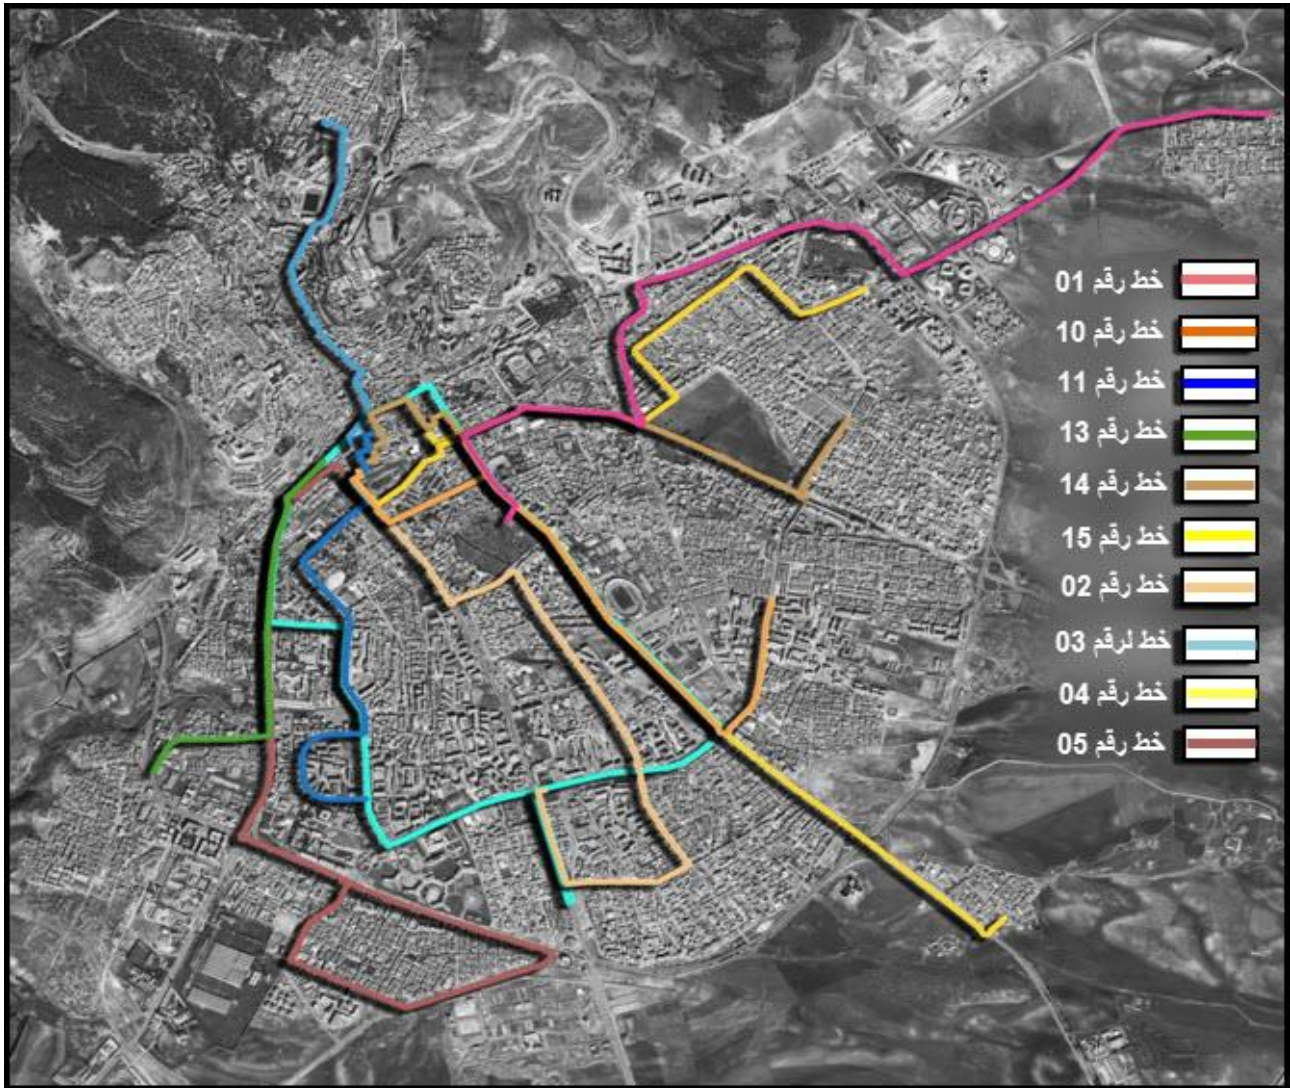 خط رقم 01
خط رقم 10
خط رقم 11
خط رقم 13
خط رقم 14
خط رقم 15
خط رقم 02
خط لرقم 03
خط رقم 04
خط رقم 05